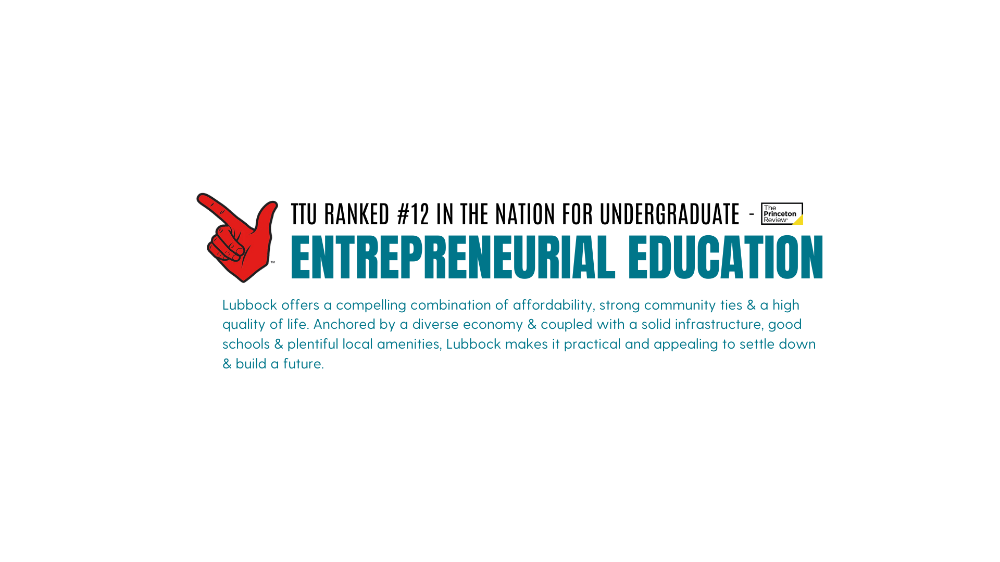 TTU RANKED #12 IN THE NATION FOR UNDERGRADUATE - The Princeton Review®
ENTREPRENEURIAL EDUCATION
™
Lubbock offers a compelling combination of affordability, strong community ties & a high
quality of life. Anchored by a diverse economy & coupled with a solid infrastructure, good
schools & plentiful local amenities, Lubbock makes it practical and appealing to settle down
& build a future.